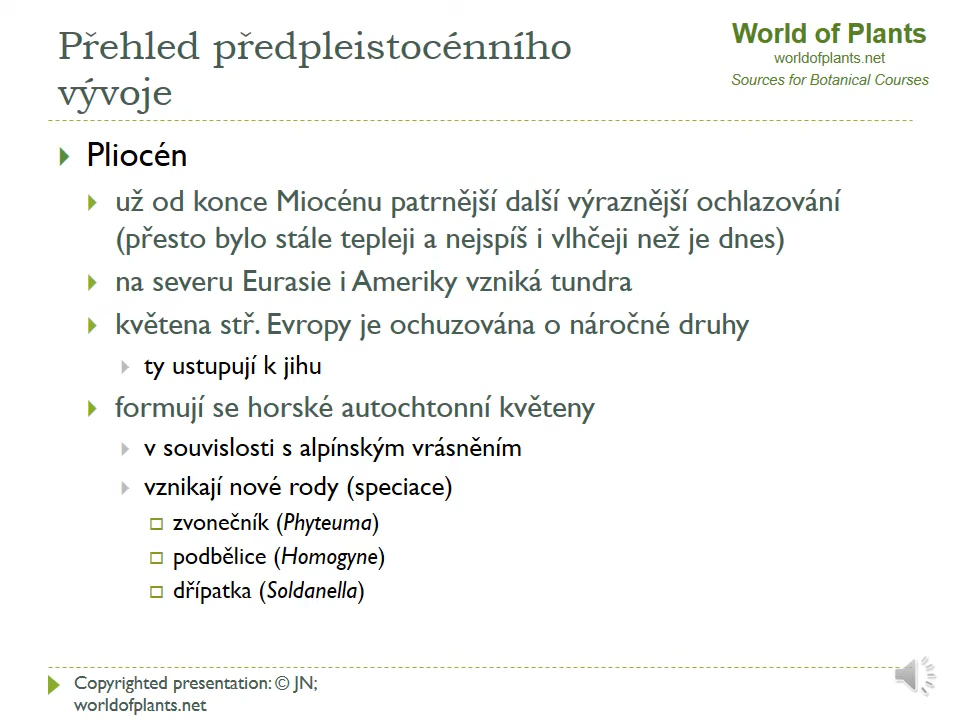 Přehled předpleistocénního
vývoje
World of Plants
worldofplants.net
Sources for Botanical Courses
Pliocén
už od konce Miocénu patrnější další výraznější ochlazování
(přesto bylo stále tepleji a nejspíš i vlhčeji než je dnes)
na severu Eurasie i Ameriky vzniká tundra
květena stř. Evropy je ochuzována o náročné druhy
ty ustupují k jihu
formují se horské autochtonní květeny
v souvislosti s alpínským vrásněním
vznikají nové rody (speciace)
zvonečník (Phyteuma)
podbělice (Homogyne)
dřípatka (Soldanella)
Copyrighted presentation: © JN;
worldofplants.net